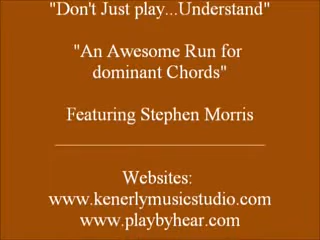 "Don't Just play...Understand"
"An Awesome Run for
dominant Chords"
Featuring Stephen Morris
Websites:
www.kenerlymusicstudio.com
www.playbyhear.com